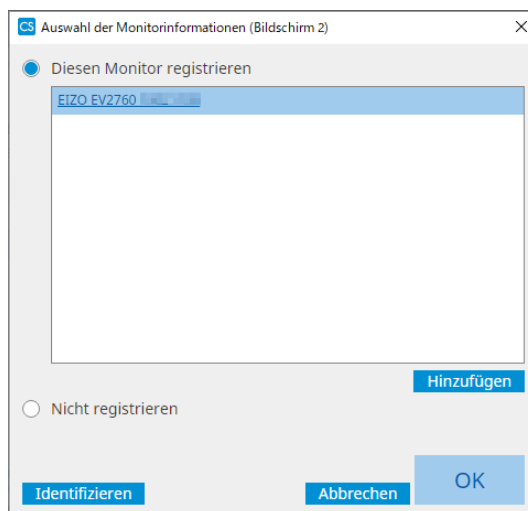 CS Auswahl der Monitorinformationen (Bildschirm 2)
Diesen Monitor registrieren
EIZO EV2760
Hinzufügen
Nicht registrieren
OK
Identifizieren
Abbrechen